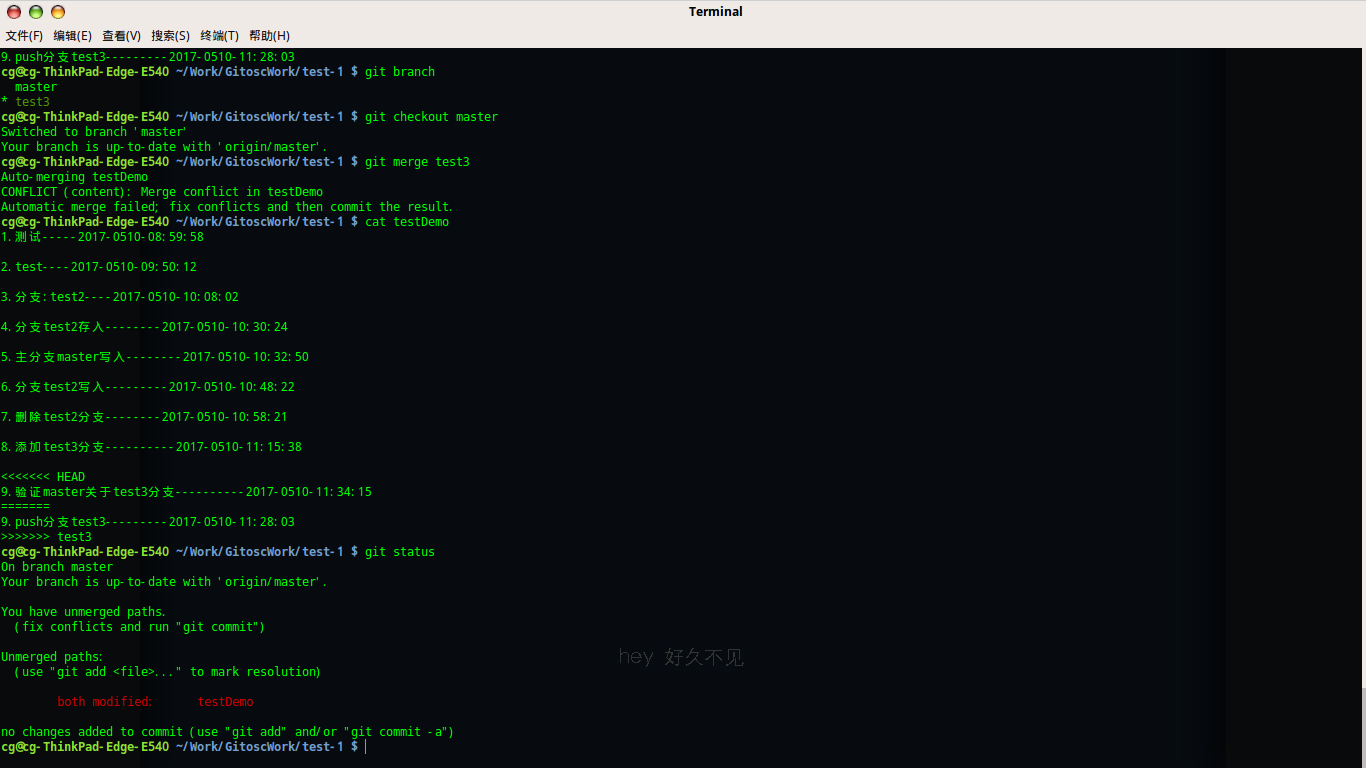 Terminal
文件(F) 编辑(E) 查看(V) 搜索(S) 终端(T) 帮助(H)
9. push分支test3---------2017-0510-11:28:03
cg@cg-ThinkPad-Edge-E540 ~/Work/GitoscWork/test-1 $ git branch
  master
* test3
cg@cg-ThinkPad-Edge-E540 ~/Work/GitoscWork/test-1 $ git checkout master
Switched to branch 'master'
Your branch is up-to-date with 'origin/master'.
cg@cg-ThinkPad-Edge-E540 ~/Work/GitoscWork/test-1 $ git merge test3
Auto-merging testDemo
CONFLICT (content): Merge conflict in testDemo
Automatic merge failed; fix conflicts and then commit the result.
cg@cg-ThinkPad-Edge-E540 ~/Work/GitoscWork/test-1 $ cat testDemo
1. 测试-----2017-0510-08:59:58
2. test----2017-0510-09:50:12
3. 分支: test2----2017-0510-10:08:02
4. 分支test2存入--------2017-0510-10:30:24
5. 主分支master写入--------2017-0510-10:32:50
6. 分支test2写入---------2017-0510-10:48:22
7. 删除test2分支--------2017-0510-10:58:21
8. 添加test3分支----------2017-0510-11:15:38
<<<<<<< HEAD
9. 验证master关于test3分支----------2017-0510-11:34:15
=======
9. push分支test3---------2017-0510-11:28:03
>>>>>>> test3
cg@cg-ThinkPad-Edge-E540 ~/Work/GitoscWork/test-1 $ git status
On branch master
Your branch is up-to-date with 'origin/master'.
You have unmerged paths.
  (fix conflicts and run "git commit")
Unmerged paths:
  (use "git add <file>..." to mark resolution)
hey 好久不见
both modified: testDemo
no changes added to commit (use "git add" and/or "git commit -a")
cg@cg-ThinkPad-Edge-E540 ~/Work/GitoscWork/test-1 $